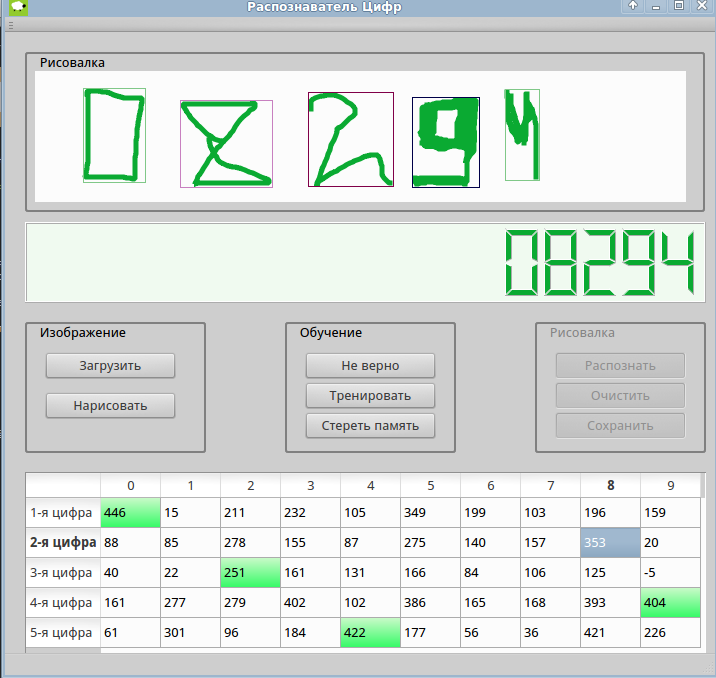 Распознаватель Цифр
Рисовалка
08294
08294
Изображение Обучение Рисовалка
Загрузить Не верно Распознать
Нарисовать Тренировать Очистить
Стереть память Сохранить
0 1 2 3 4 5 6 7 8 9
1-я цифра 446 15 211 232 105 349 199 103 196 159
2-я цифра 88 85 278 155 87 275 140 157 353 20
3-я цифра 40 22 251 161 131 166 84 106 125 -5
4-я цифра 161 277 279 402 102 386 165 168 393 404
5-я цифра 61 301 96 184 422 177 56 36 421 226